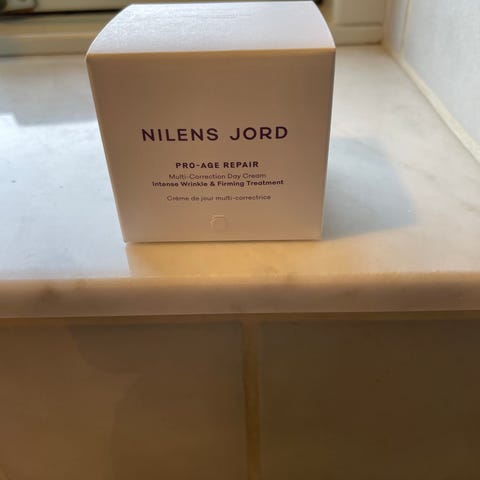 NILENS JORD
PRO-AGE REPAIR
Multi-Correction Day Cream
Intense Wrinkle & Firming Treatment
Crème de jour multi-correctrice